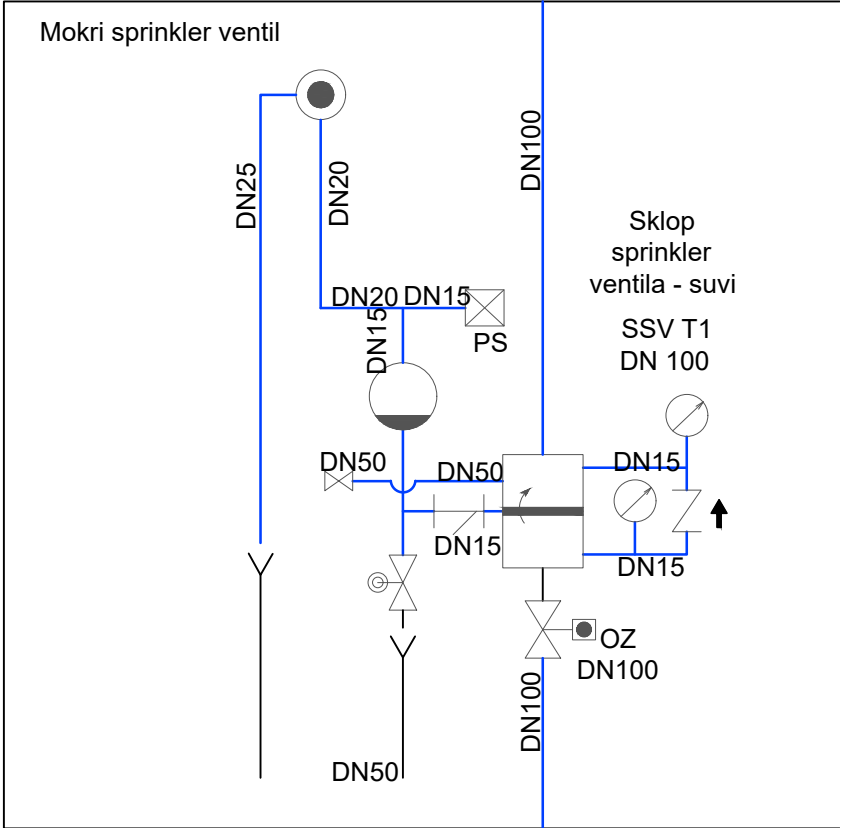 Mokri sprinkler ventil
DN100
DN25
DN20
Sklop
sprinkler
ventila - suvi
SSV T1
DN 100
DN20
DN15
DN15
PS
DN50
DN50
DN15
DN15
DN15
OZ
DN100
DN100
DN50